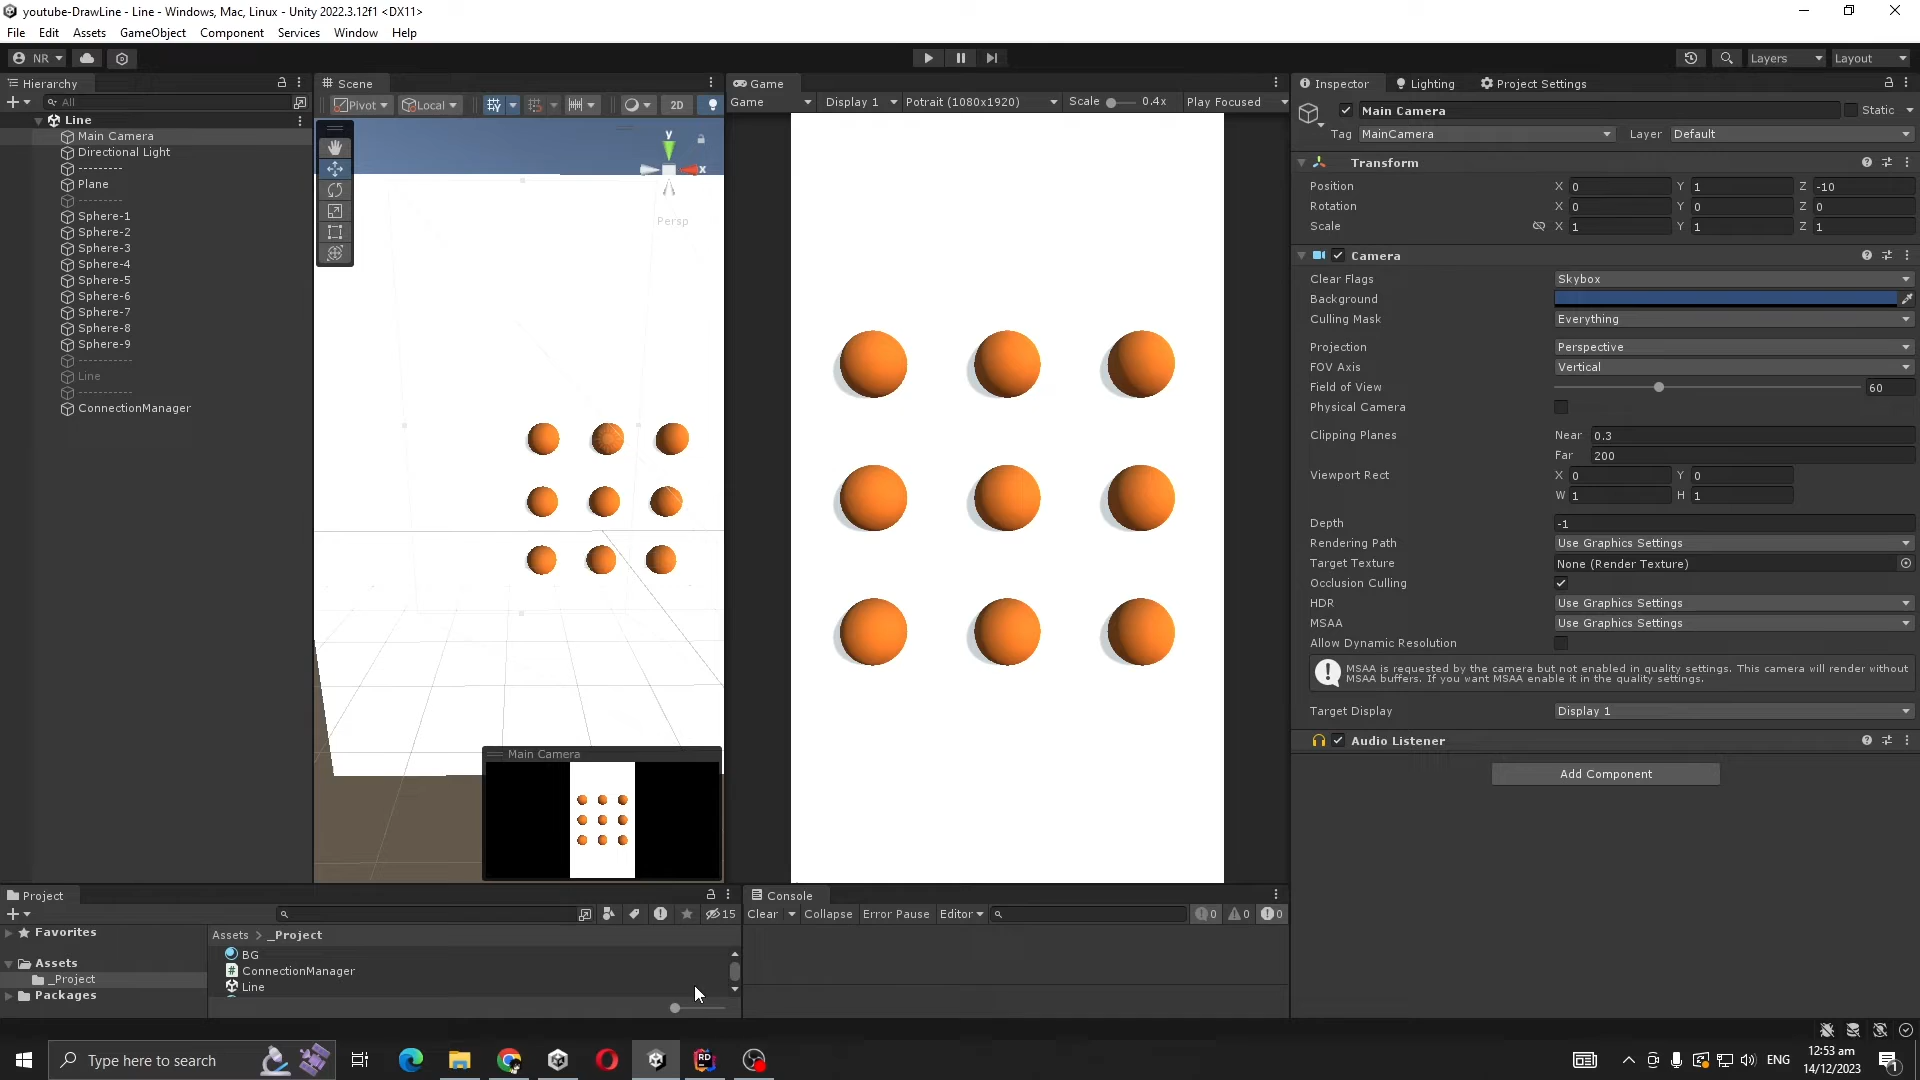 youtube-DrawLine - Line - Windows, Mac, Linux - Unity 2022.3.12f1 <DX11>
File Edit Assets GameObject Component Services Window Help
NR Layers Layout
Hierarchy
All
Line
Main Camera
Directional Light
---------
Plane
---------
Sphere-1
Sphere-2
Sphere-3
Sphere-4
Sphere-5
Sphere-6
Sphere-7
Sphere-8
Sphere-9
-----------
Line
-----------
ConnectionManager
Scene
Pivot Local 2D
y
x
Persp
Main Camera
Game
Game Display 1 Potrait (1080x1920) Scale 0.4x Play Focused
Inspector Lighting Project Settings
Main Camera Static
Tag MainCamera Layer Default
Transform
Position X 0 Y 1 Z -10
Rotation X 0 Y 0 Z 0
Scale X 1 Y 1 Z 1
Camera
Clear Flags Skybox
Background
Culling Mask Everything
Projection Perspective
FOV Axis Vertical
Field of View 60
Physical Camera
Clipping Planes Near 0.3
Far 200
Viewport Rect X 0 Y 0
W 1 H 1
Depth -1
Rendering Path Use Graphics Settings
Target Texture None (Render Texture)
Occlusion Culling
HDR Use Graphics Settings
MSAA Use Graphics Settings
Allow Dynamic Resolution
MSAA is requested by the camera but not enabled in quality settings. This camera will render without
MSAA buffers. If you want MSAA enable it in the quality settings.
Target Display Display 1
Audio Listener
Add Component
Project
15
Favorites
Assets
_Project
Packages
Assets > _Project
BG
ConnectionManager
Line
Console
Clear Collapse Error Pause Editor 0 0 0
Type here to search
RD
ENG
12:53 am
14/12/2023
1